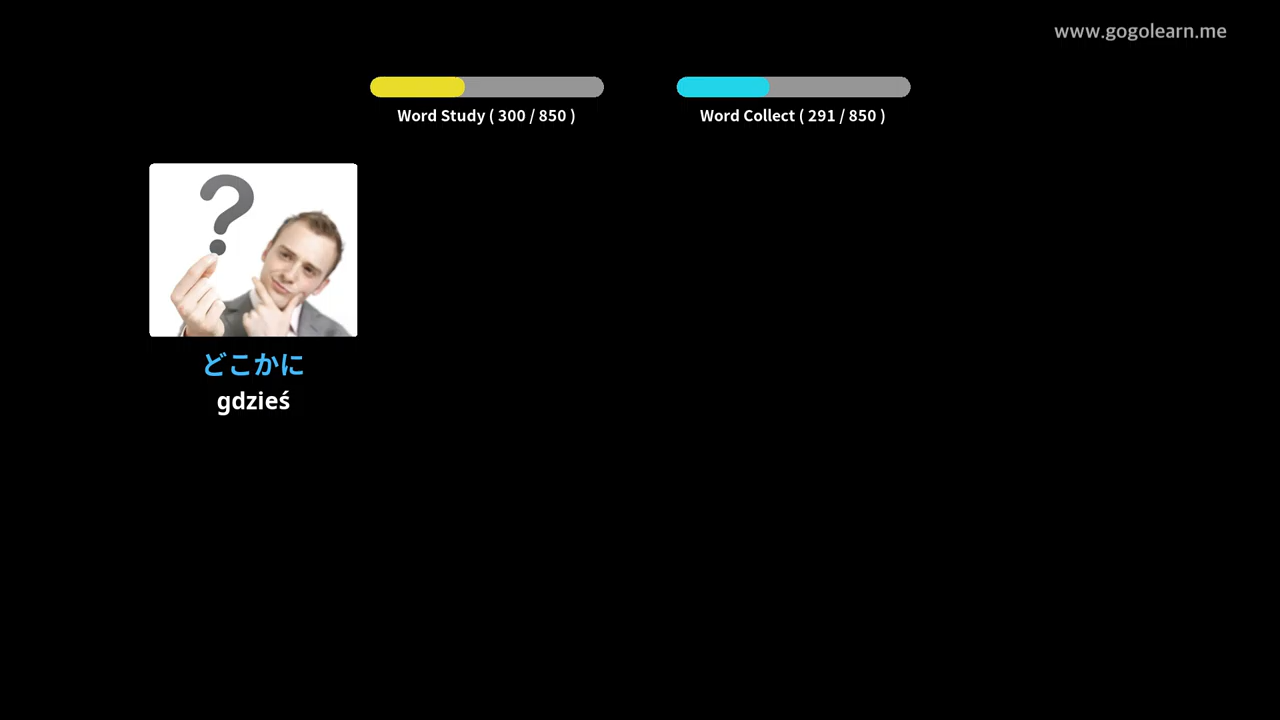 www.gogolearn.me
Word Study ( 300 / 850 )
Word Collect ( 291 / 850 )
?
どこかに
gdzieś